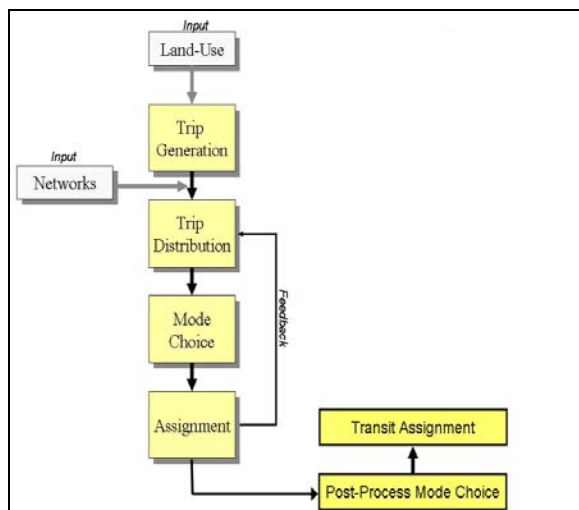 Input
Land-Use
Trip
Generation
Input
Networks
Trip
Distribution
Feedback
Mode
Choice
Assignment
Transit Assignment
Post-Process Mode Choice